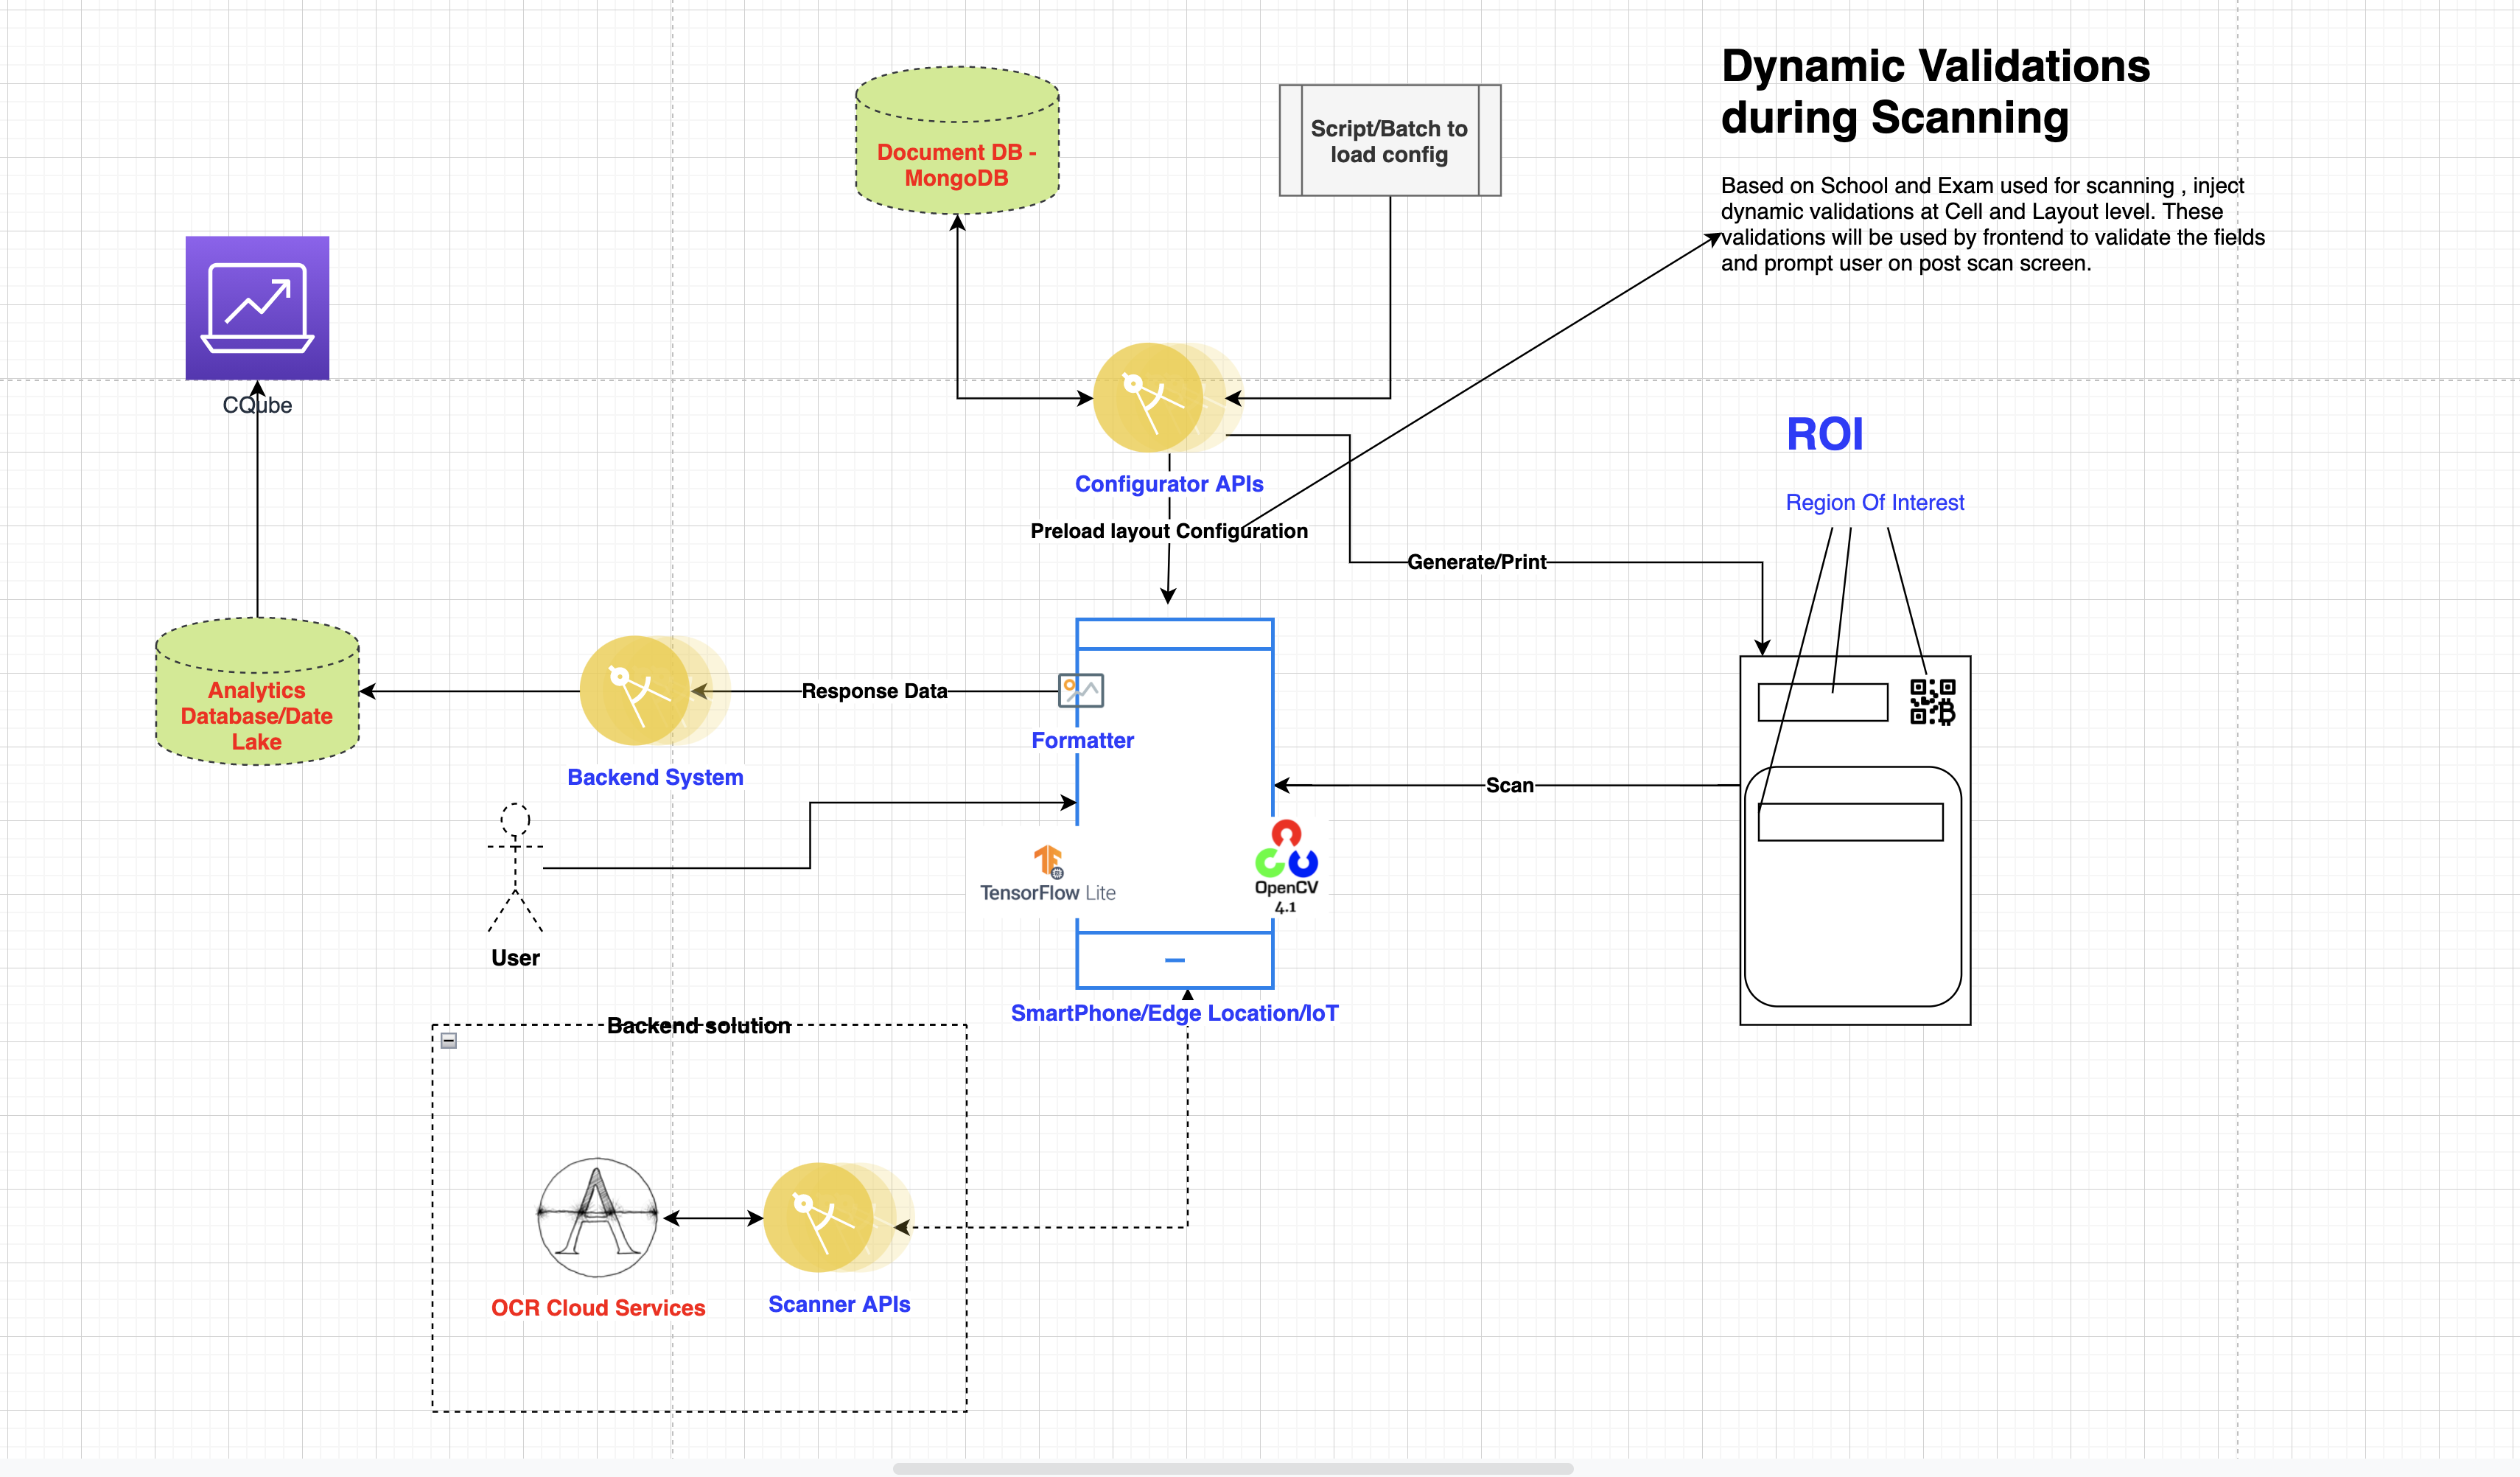 Dynamic Validations
during Scanning
Based on School and Exam used for scanning , inject
dynamic validations at Cell and Layout level. These
validations will be used by frontend to validate the fields
and prompt user on post scan screen.
Document DB -
MongoDB
Script/Batch to
load config
CQube
Configurator APIs
Preload layout Configuration
ROI
Region Of Interest
Generate/Print
Analytics
Database/Date
Lake
Backend System
Response Data
Formatter
Scan
TensorFlow Lite
OpenCV
4.1
User
SmartPhone/Edge Location/IoT
Backend solution
A
OCR Cloud Services
Scanner APIs